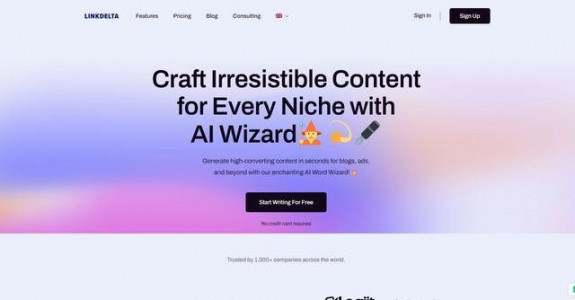 LINKDELTA Features Pricing Blog Consulting Sign In Sign Up
Craft Irresistible Content
for Every Niche with
AI Wizard
Generate high-converting content in seconds for blogs, ads,
and beyond with our enchanting AI Word Wizard!
Start Writing For Free
No credit card required
Trusted by 1,000+ companies across the world.